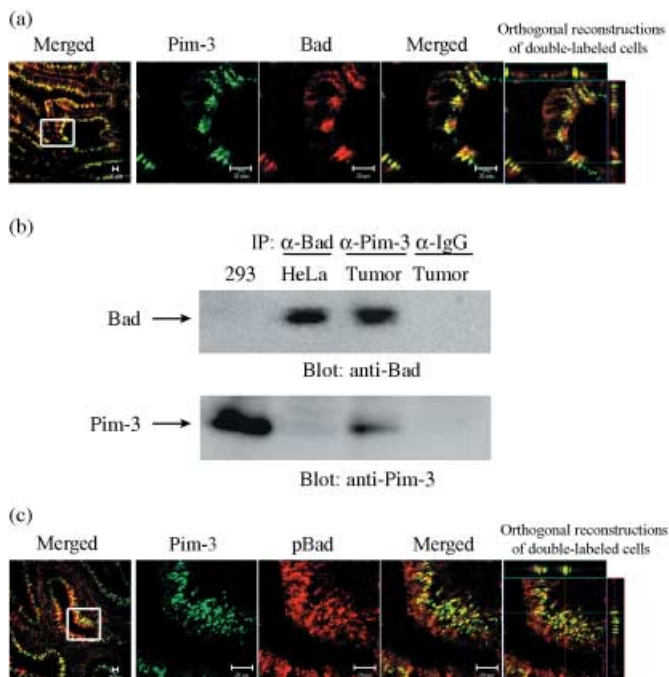 (a)
Merged Pim-3 Bad Merged Orthogonal reconstructions
of double-labeled cells
(b)
IP: α-Bad α-Pim-3 α-IgG
293 HeLa Tumor Tumor
Bad
Blot: anti-Bad
Pim-3
Blot: anti-Pim-3
(c)
Merged Pim-3 pBad Merged Orthogonal reconstructions
of double-labeled cells